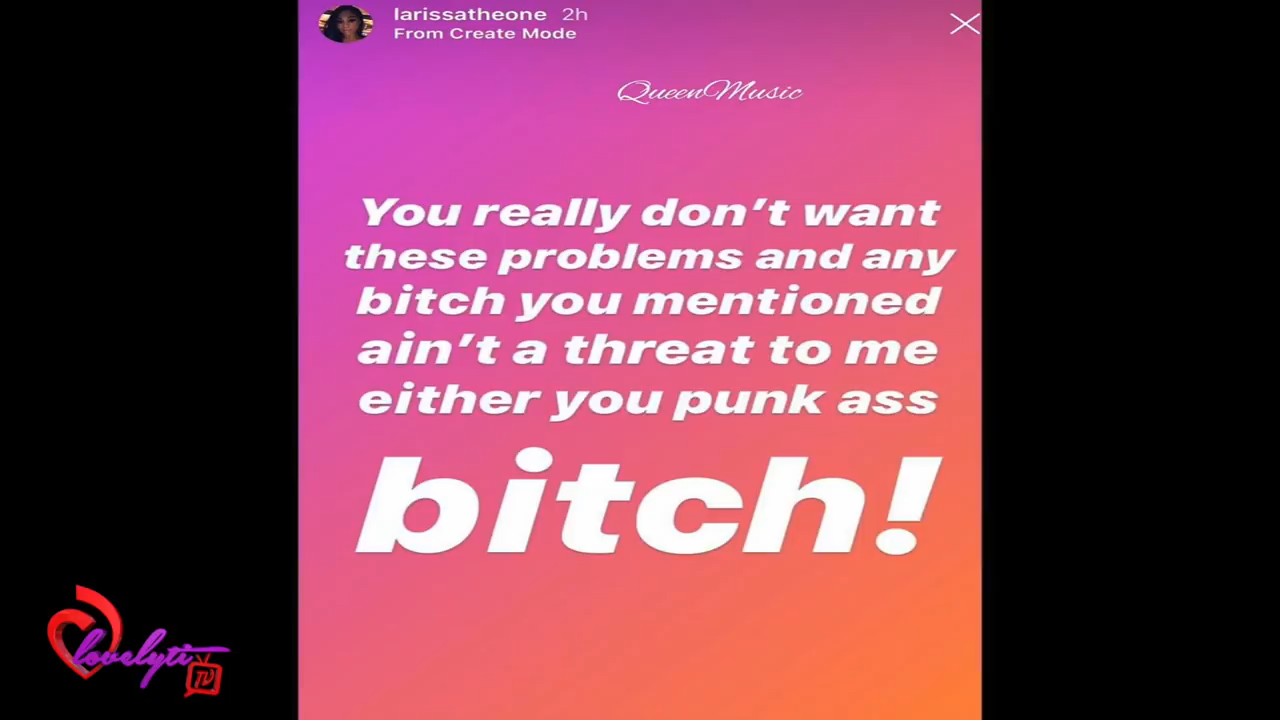 larissatheone 2h
From Create Mode
QueenMusic
You really don't want
these problems and any
bitch you mentioned
ain't a threat to me
either you punk ass
bitch!
lovelyti
TV